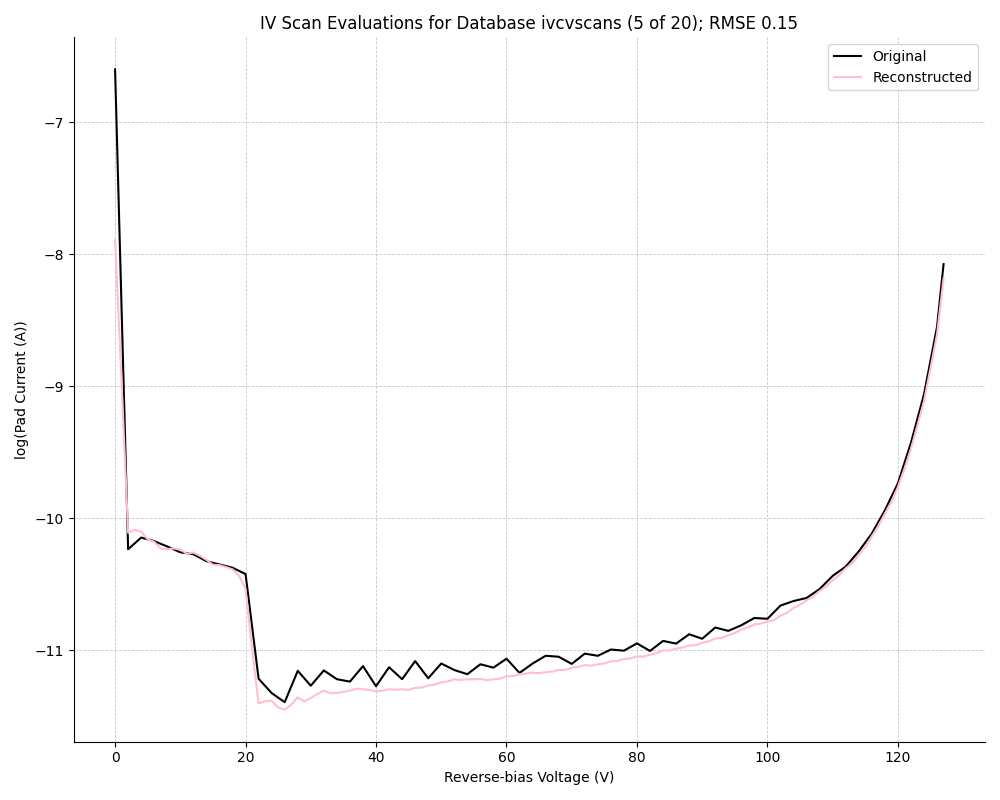 IV Scan Evaluations for Database ivcvscans (5 of 20); RMSE 0.15
Original
Reconstructed
−7
−8
−9
−10
−11
log(Pad Current (A))
0
20
40
60
80
100
120
Reverse-bias Voltage (V)